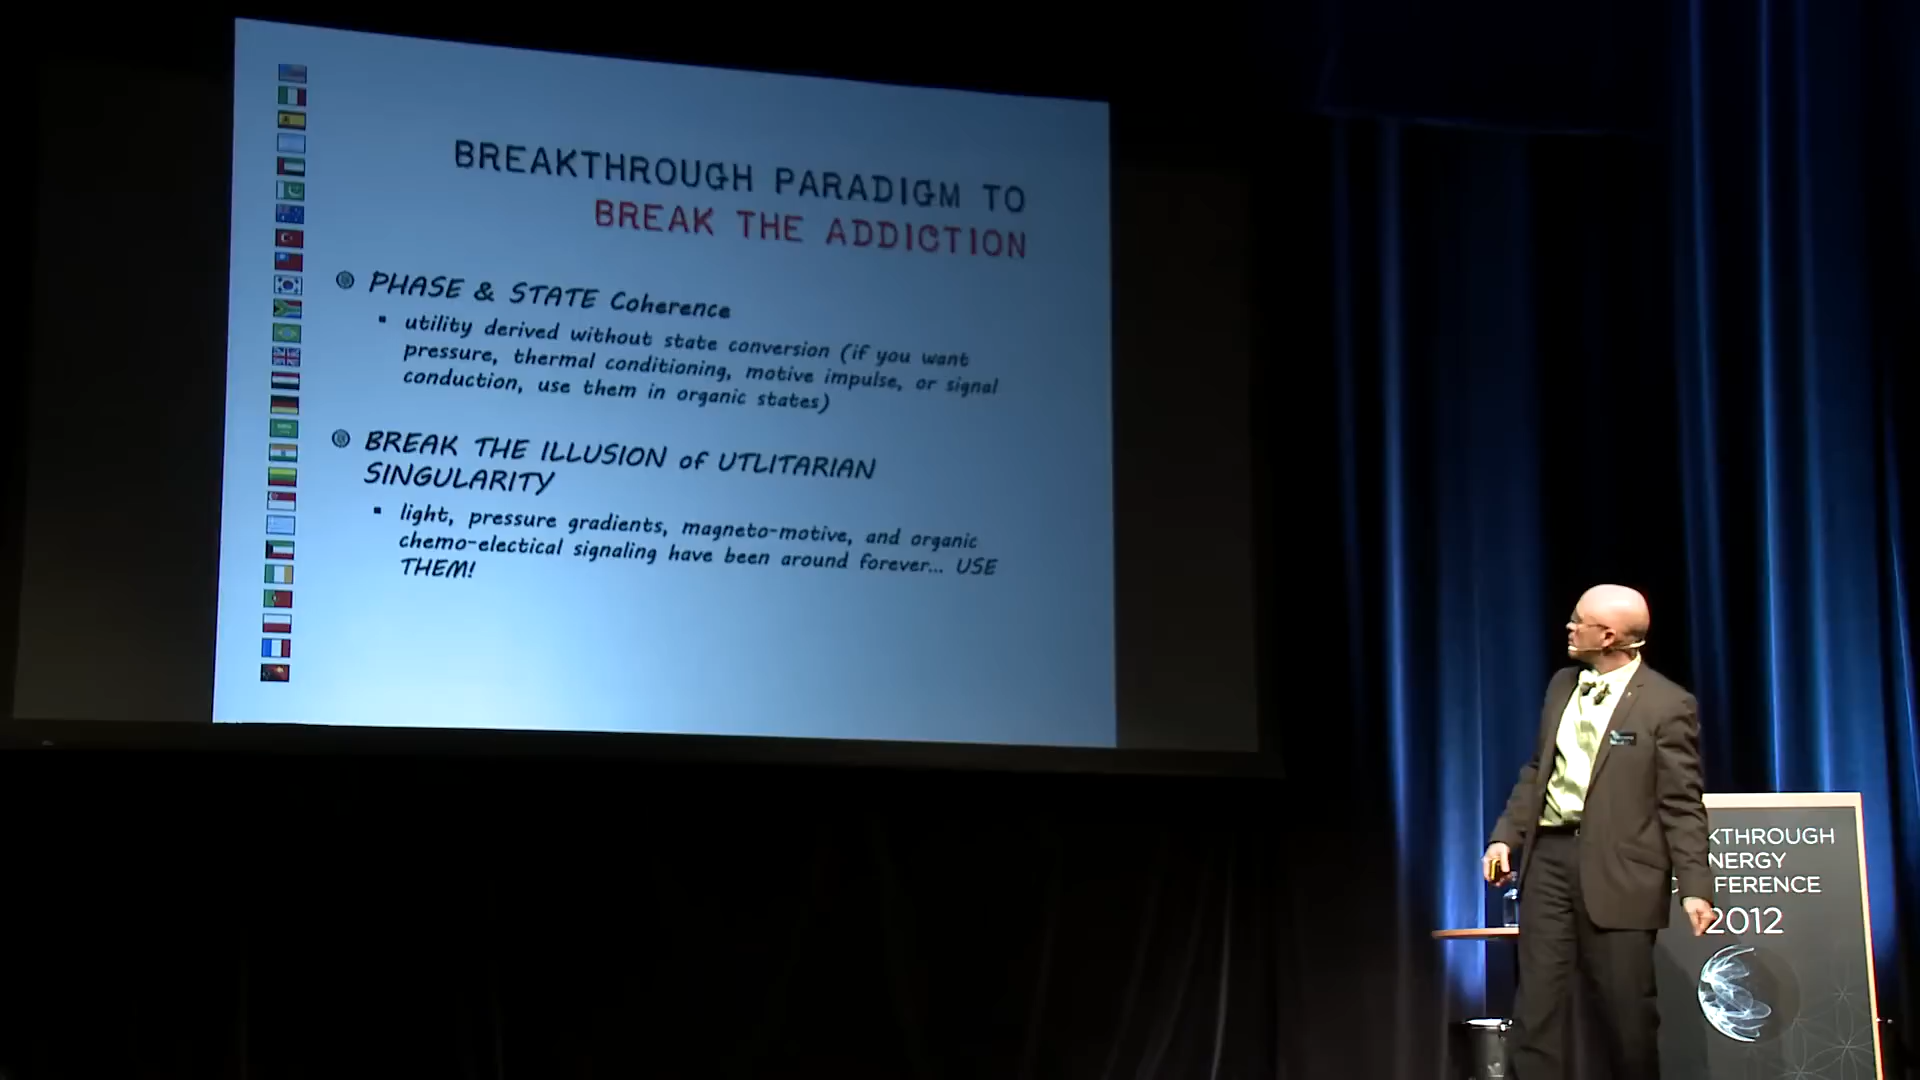 BREAKTHROUGH PARADIGM TO
BREAK THE ADDICTION
PHASE & STATE Coherence
utility derived without state conversion (if you want
pressure, thermal conditioning, motive impulse, or signal
conduction, use them in organic states)
BREAK THE ILLUSION of UTLITARIAN
SINGULARITY
light, pressure gradients, magneto-motive, and organic
chemo-electical signaling have been around forever... USE
THEM!
KTHROUGH
NERGY
C FERENCE
2012